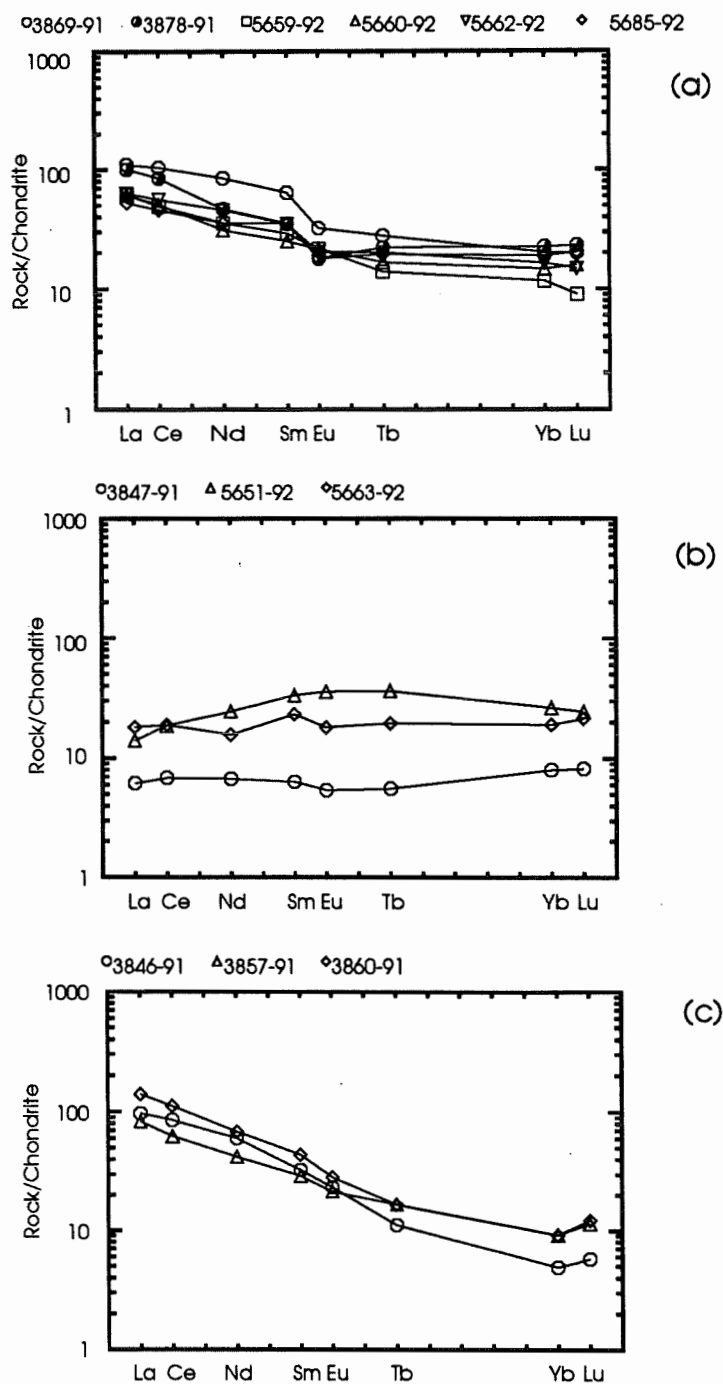 3869-91 3878-91 5659-92 5660-92 5662-92 5685-92
(a)
1000
100
10
1
Rock/Chondrite
La Ce Nd Sm Eu Tb Yb Lu
3847-91 5651-92 5663-92
(b)
1000
100
10
1
Rock/Chondrite
La Ce Nd Sm Eu Tb Yb Lu
3846-91 3857-91 3860-91
(c)
1000
100
10
1
Rock/Chondrite
La Ce Nd Sm Eu Tb Yb Lu